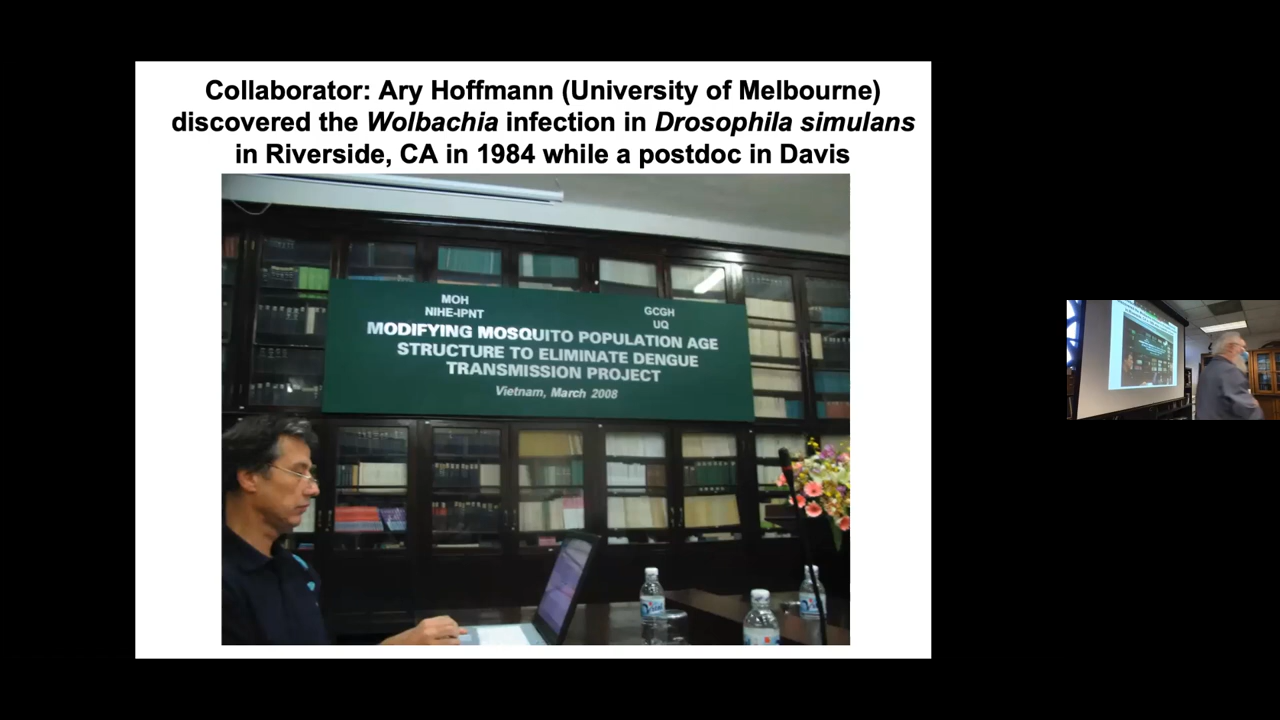 Collaborator: Ary Hoffmann (University of Melbourne)
discovered the Wolbachia infection in Drosophila simulans
in Riverside, CA in 1984 while a postdoc in Davis
MOH
NIHE-IPNT
GCGH
UQ
MODIFYING MOSQUITO POPULATION AGE
STRUCTURE TO ELIMINATE DENGUE
TRANSMISSION PROJECT
Vietnam, March 2008